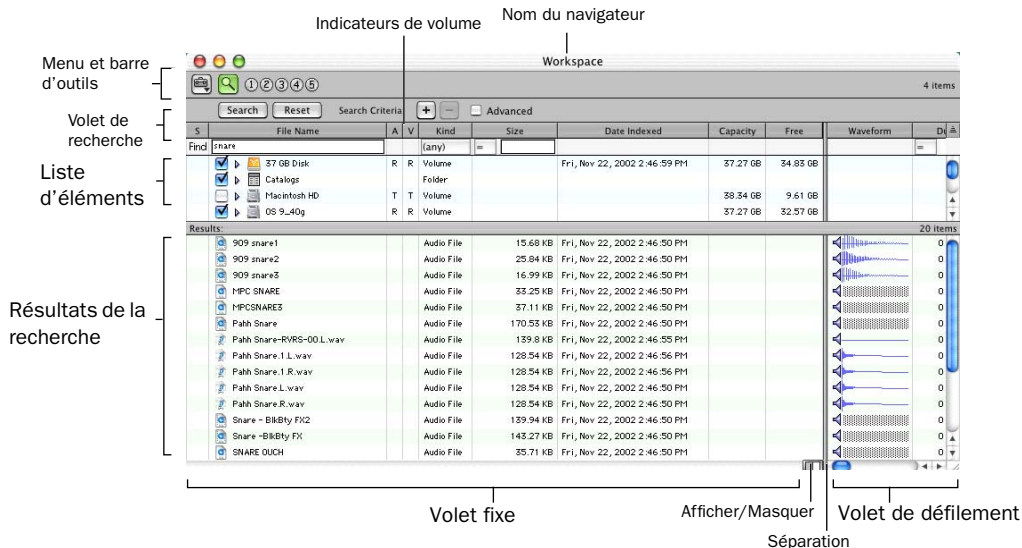 Nom du navigateur
Indicateurs de volume
Menu et barre
d'outils
Workspace
① ② ③ ④ ⑤
4 items
Volet de
recherche
Search Reset Search Criteria + − Advanced
S File Name A V Kind Size Date Indexed Capacity Free Waveform Du
Find snare (any) = =
Liste
d'éléments
37 GB Disk R R Volume Fri, Nov 22, 2002 2:46:59 PM 37.27 GB 34.83 GB
Catalogs Folder
Macintosh HD T T Volume 38.34 GB 9.61 GB
OS 9_40g R R Volume 37.27 GB 32.57 GB
Results: 20 items
Résultats de la
recherche
909 snare1 Audio File 15.68 KB Fri, Nov 22, 2002 2:46:50 PM 0
909 snare2 Audio File 25.84 KB Fri, Nov 22, 2002 2:46:50 PM 0
909 snare3 Audio File 16.99 KB Fri, Nov 22, 2002 2:46:50 PM 0
MPC SNARE Audio File 33.25 KB Fri, Nov 22, 2002 2:46:50 PM 0
MPCSNARE3 Audio File 37.11 KB Fri, Nov 22, 2002 2:46:50 PM 0
Pahh Snare Audio File 170.53 KB Fri, Nov 22, 2002 2:46:50 PM 0
Pahh Snare-RVRS-00.L.wav Audio File 139.8 KB Fri, Nov 22, 2002 2:46:55 PM 0
Pahh Snare.1.L.wav Audio File 128.54 KB Fri, Nov 22, 2002 2:46:56 PM 0
Pahh Snare.1.R.wav Audio File 128.54 KB Fri, Nov 22, 2002 2:46:56 PM 0
Pahh Snare.L.wav Audio File 128.54 KB Fri, Nov 22, 2002 2:46:50 PM 0
Pahh Snare.R.wav Audio File 128.54 KB Fri, Nov 22, 2002 2:46:50 PM 0
Snare - BlkBty FX2 Audio File 139.94 KB Fri, Nov 22, 2002 2:46:50 PM 0
Snare -BlkBty FX Audio File 143.27 KB Fri, Nov 22, 2002 2:46:50 PM 0
SNARE OUCH Audio File 35.71 KB Fri, Nov 22, 2002 2:46:50 PM 0
Volet fixe
Afficher/Masquer
Volet de défilement
Séparation